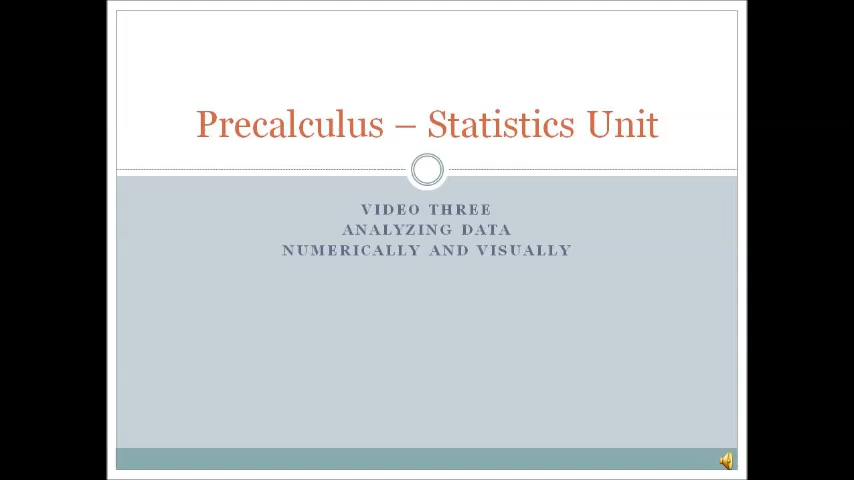 Precalculus – Statistics Unit
VIDEO THREE
ANALYZING DATA
NUMERICALLY AND VISUALLY